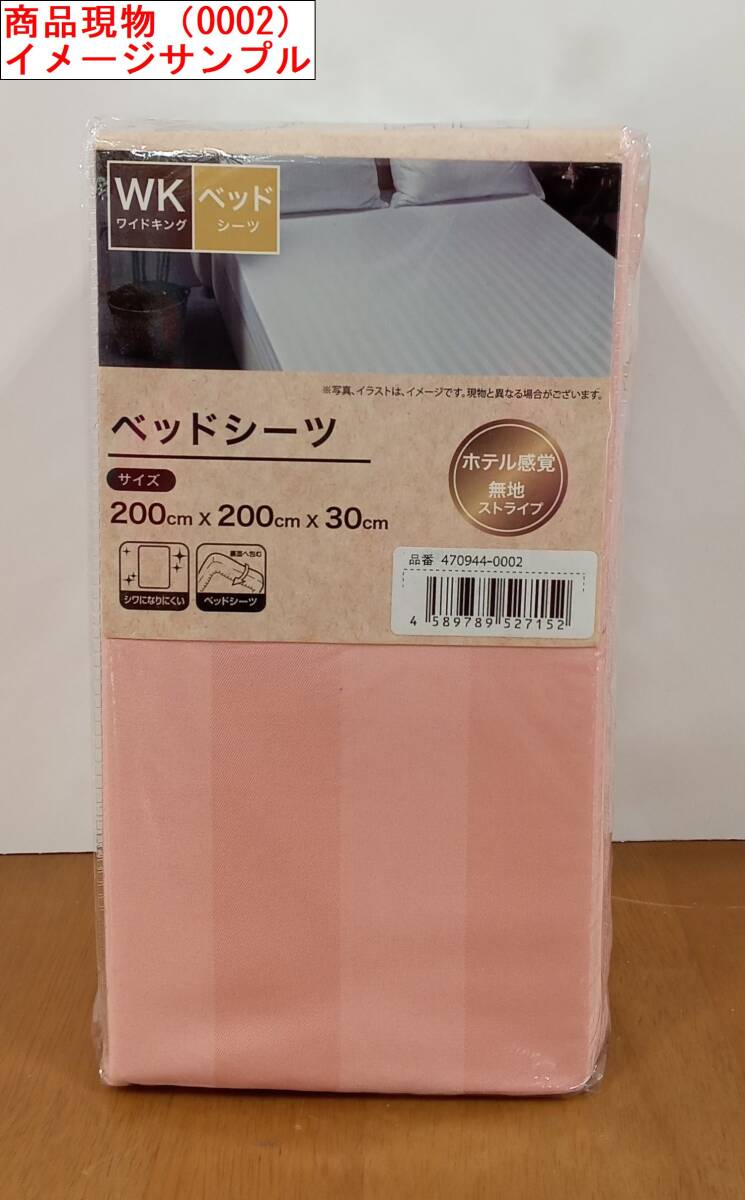 商品現物（0002）
イメージサンプル
WK
ワイドキング
ベッド
シーツ
※写真、イラストは、イメージです。現物と異なる場合がございます。
ベッドシーツ
サイズ
200cm x 200cm x 30cm
ホテル感覚
無地
ストライプ
シワになりにくい
裏面へ包む
ベッドシーツ
品番 470944-0002
4 589789 527152